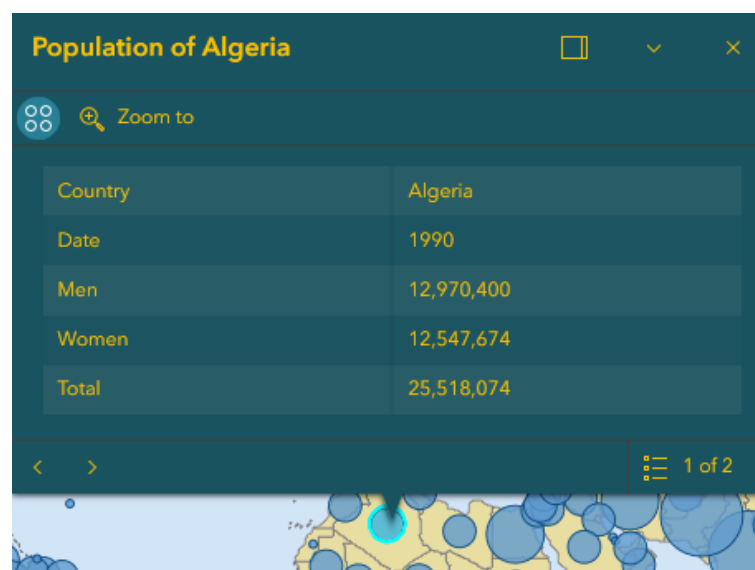 Population of Algeria
Zoom to
Country Algeria
Date 1990
Men 12,970,400
Women 12,547,674
Total 25,518,074
1 of 2